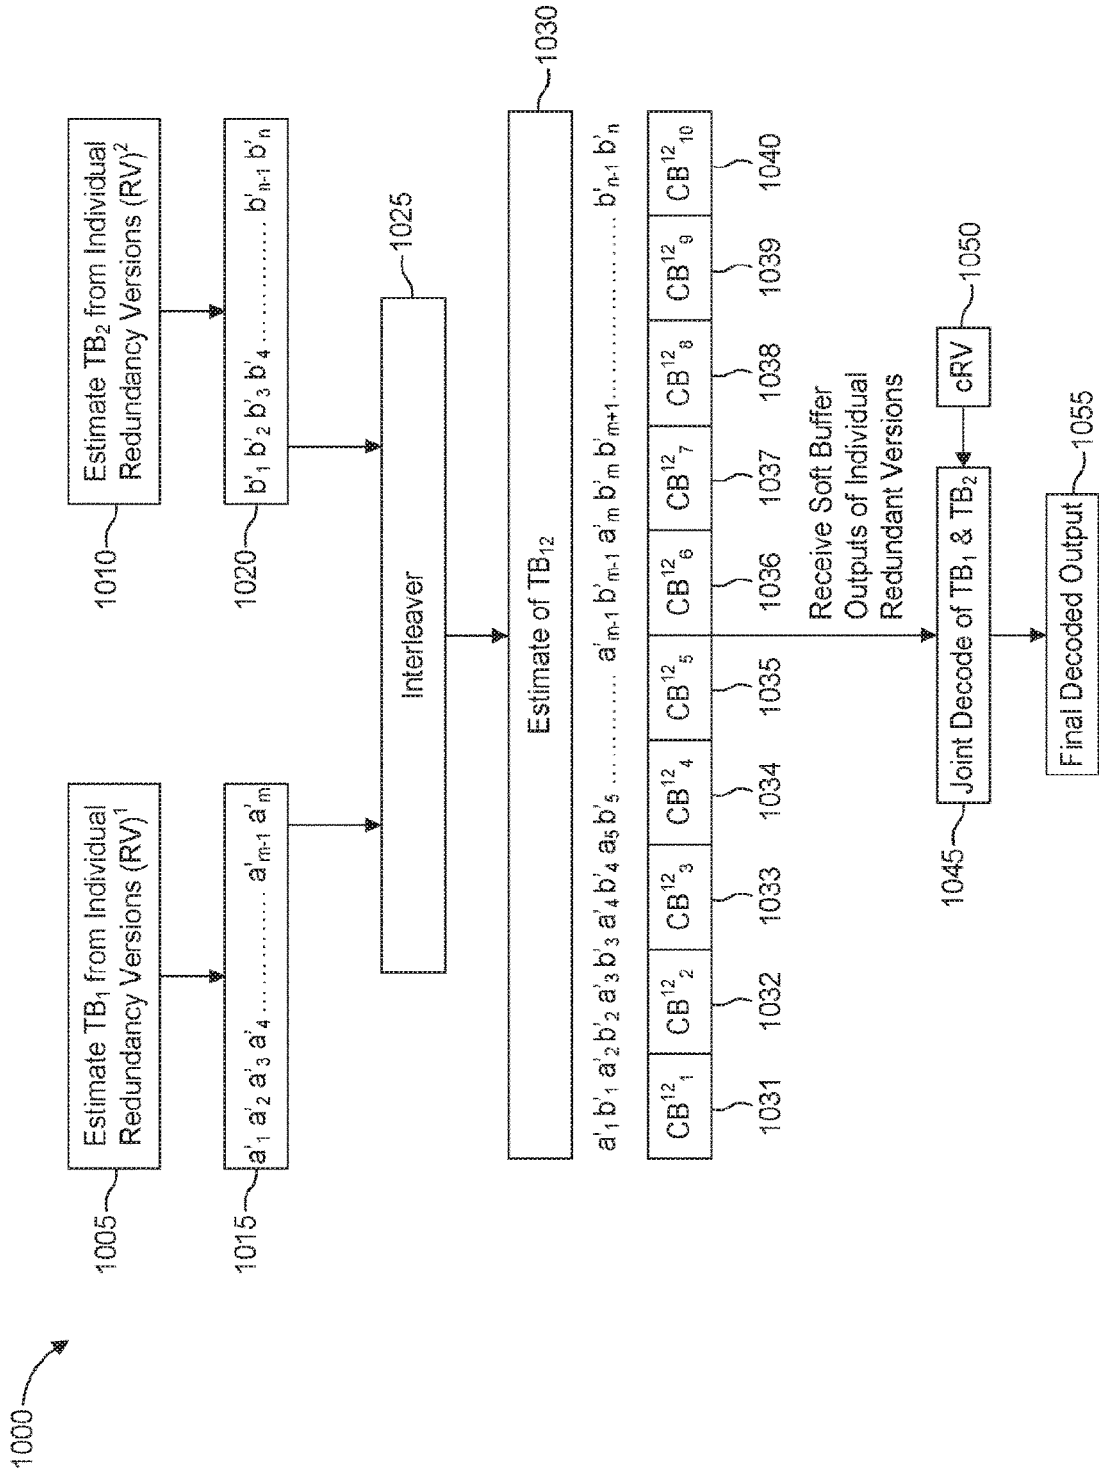 1000
Estimate TB₁ from Individual
Redundancy Versions (RV)¹
1005
Estimate TB₂ from Individual
Redundancy Versions (RV)²
1010
a'₁ a'₂ a'₃ a'₄ ........... a'ₘ₋₁ a'ₘ
1015
b'₁ b'₂ b'₃ b'₄ ........... b'ₙ₋₁ b'ₙ
1020
Interleaver
1025
Estimate of TB₁₂
1030
a'₁ b'₁ a'₂ b'₂ a'₃ b'₃ a'₄ b'₄ a₅ b'₅ .......... a'ₘ₋₁ b'ₘ₋₁ a'ₘ b'ₘ b'ₘ₊₁................ b'ₙ₋₁ b'ₙ
CB¹²₁ CB¹²₂ CB¹²₃ CB¹²₄ CB¹²₅ CB¹²₆ CB¹²₇ CB¹²₈ CB¹²₉ CB¹²₁₀
1031 1032 1033 1034 1035 1036 1037 1038 1039 1040
Receive Soft Buffer
Outputs of Individual
Redundant Versions
1045
Joint Decode of TB₁ & TB₂
cRV
1050
Final Decoded Output
1055